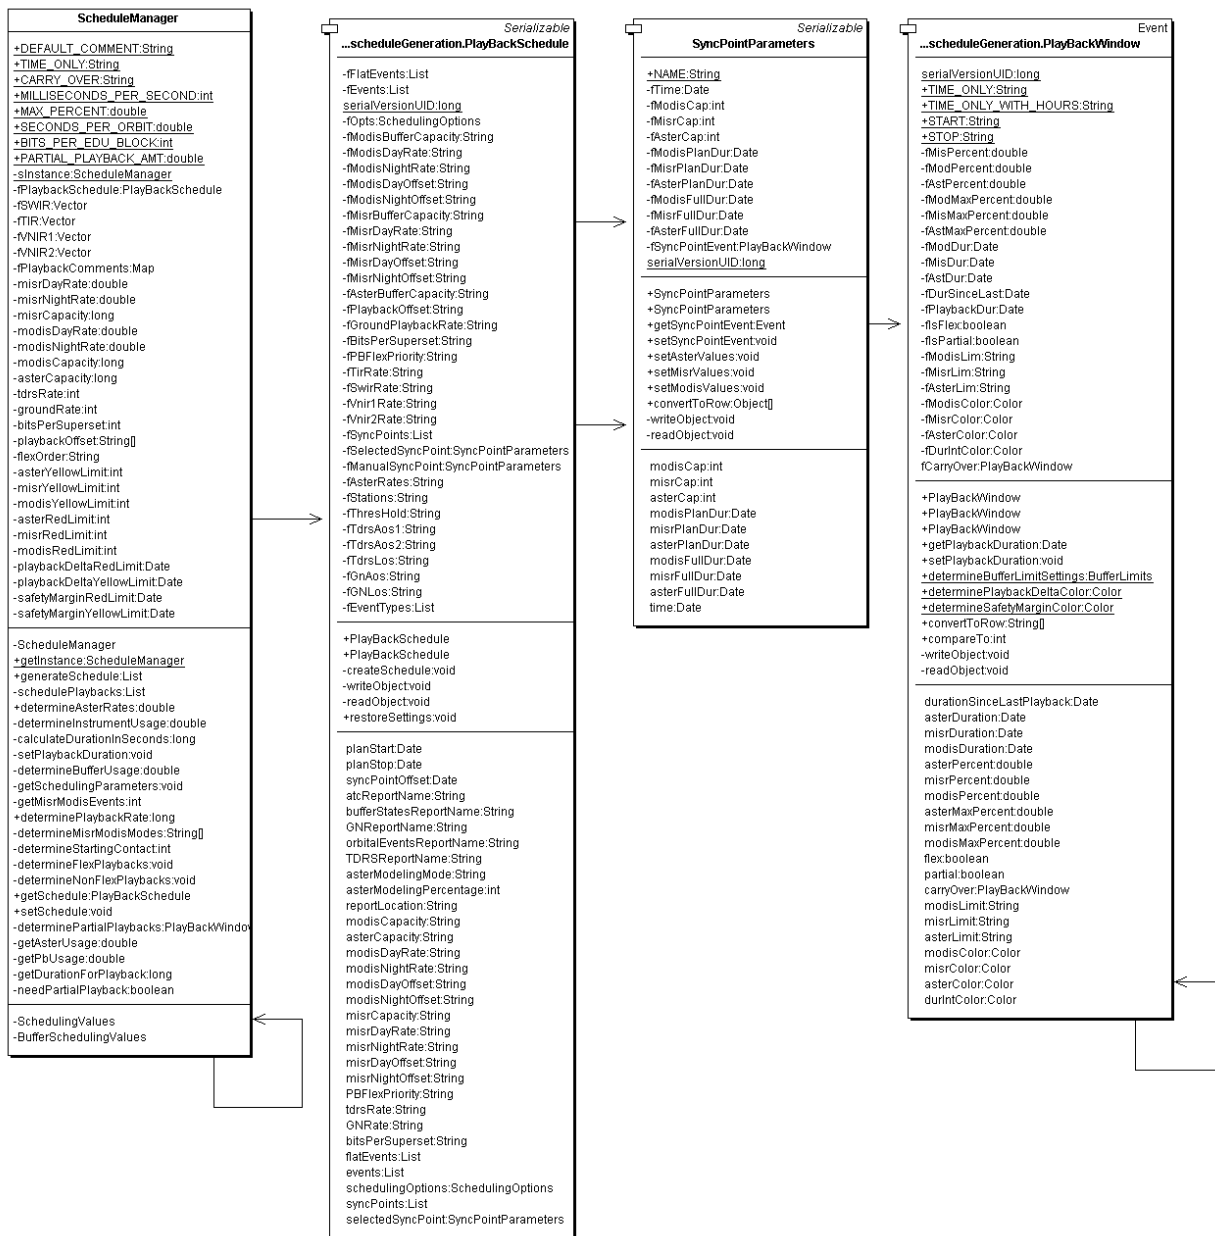 ScheduleManager
+DEFAULT_COMMENT:String
+TIME_ONLY:String
+CARRY_OVER:String
+MILLISECONDS_PER_SECOND:int
+MAX_PERCENT:double
+SECONDS_PER_ORBIT:double
+BITS_PER_EDU_BLOCK:int
+PARTIAL_PLAYBACK_AMT:double
-sInstance:ScheduleManager
-fPlaybackSchedule:PlayBackSchedule
-fSWIR:Vector
-fTIR:Vector
-fVNIR1:Vector
-fVNIR2:Vector
-fPlaybackComments:Map
-misrDayRate:double
-misrNightRate:double
-misrCapacity:long
-modisDayRate:double
-modisNightRate:double
-modisCapacity:long
-asterCapacity:long
-tdrsRate:int
-groundRate:int
-bitsPerSuperset:int
-playbackOffset:String[]
-flexOrder:String
-asterYellowLimit:int
-misrYellowLimit:int
-modisYellowLimit:int
-asterRedLimit:int
-misrRedLimit:int
-modisRedLimit:int
-playbackDeltaRedLimit:Date
-playbackDeltaYellowLimit:Date
-safetyMarginRedLimit:Date
-safetyMarginYellowLimit:Date
-ScheduleManager
+getInstance:ScheduleManager
+generateSchedule:List
-schedulePlaybacks:List
+determineAsterRates:double
-determineInstrumentUsage:double
-calculateDurationInSeconds:long
-setPlaybackDuration:void
-determineBufferUsage:double
-getSchedulingParameters:void
-getMisrModisEvents:int
+determinePlaybackRate:long
-determineMisrModisModes:String[]
-determineStartingContact:int
-determineFlexPlaybacks:void
-determineNonFlexPlaybacks:void
+getSchedule:PlayBackSchedule
+setSchedule:void
-determinePartialPlaybacks:PlayBackWindow
-getAsterUsage:double
-getPbUsage:double
-getDurationForPlayback:long
-needPartialPlayback:boolean
-SchedulingValues
-BufferSchedulingValues
Serializable
...scheduleGeneration.PlayBackSchedule
-fFlatEvents:List
-fEvents:List
serialVersionUID:long
-fOpts:SchedulingOptions
-fModisBufferCapacity:String
-fModisDayRate:String
-fModisNightRate:String
-fModisDayOffset:String
-fModisNightOffset:String
-fMisrBufferCapacity:String
-fMisrDayRate:String
-fMisrNightRate:String
-fMisrDayOffset:String
-fMisrNightOffset:String
-fAsterBufferCapacity:String
-fPlaybackOffset:String
-fGroundPlaybackRate:String
-fBitsPerSuperset:String
-fPBFlexPriority:String
-fTirRate:String
-fSwirRate:String
-fVnir1Rate:String
-fVnir2Rate:String
-fSyncPoints:List
-fSelectedSyncPoint:SyncPointParameters
-fManualSyncPoint:SyncPointParameters
-fAsterRates:String
-fStations:String
-fThresHold:String
-fTdrsAos1:String
-fTdrsAos2:String
-fTdrsLos:String
-fGnAos:String
-fGNLos:String
-fEventTypes:List
+PlayBackSchedule
+PlayBackSchedule
-createSchedule:void
-writeObject:void
-readObject:void
+restoreSettings:void
planStart:Date
planStop:Date
syncPointOffset:Date
atcReportName:String
bufferStatesReportName:String
GNReportName:String
orbitalEventsReportName:String
TDRSReportName:String
asterModelingMode:String
asterModelingPercentage:int
reportLocation:String
modisCapacity:String
asterCapacity:String
modisDayRate:String
modisNightRate:String
modisDayOffset:String
modisNightOffset:String
misrCapacity:String
misrDayRate:String
misrNightRate:String
misrDayOffset:String
misrNightOffset:String
PBFlexPriority:String
tdrsRate:String
GNRate:String
bitsPerSuperset:String
flatEvents:List
events:List
schedulingOptions:SchedulingOptions
syncPoints:List
selectedSyncPoint:SyncPointParameters
Serializable
SyncPointParameters
+NAME:String
-fTime:Date
-fModisCap:int
-fMisrCap:int
-fAsterCap:int
-fModisPlanDur:Date
-fMisrPlanDur:Date
-fAsterPlanDur:Date
-fModisFullDur:Date
-fMisrFullDur:Date
-fAsterFullDur:Date
-fSyncPointEvent:PlayBackWindow
serialVersionUID:long
+SyncPointParameters
+SyncPointParameters
+getSyncPointEvent:Event
+setSyncPointEvent:void
+setAsterValues:void
+setMisrValues:void
+setModisValues:void
+convertToRow:Object[]
-writeObject:void
-readObject:void
modisCap:int
misrCap:int
asterCap:int
modisPlanDur:Date
misrPlanDur:Date
asterPlanDur:Date
modisFullDur:Date
misrFullDur:Date
asterFullDur:Date
time:Date
Event
...scheduleGeneration.PlayBackWindow
serialVersionUID:long
+TIME_ONLY:String
+TIME_ONLY_WITH_HOURS:String
+START:String
+STOP:String
-fMisPercent:double
-fModPercent:double
-fAstPercent:double
-fModMaxPercent:double
-fMisMaxPercent:double
-fAstMaxPercent:double
-fModDur:Date
-fMisDur:Date
-fAstDur:Date
-fDurSinceLast:Date
-fPlaybackDur:Date
-fIsFlex:boolean
-fIsPartial:boolean
-fModisLim:String
-fMisrLim:String
-fAsterLim:String
-fModisColor:Color
-fMisrColor:Color
-fAsterColor:Color
-fDurIntColor:Color
fCarryOver:PlayBackWindow
+PlayBackWindow
+PlayBackWindow
+PlayBackWindow
+getPlaybackDuration:Date
+setPlaybackDuration:void
+determineBufferLimitSettings:BufferLimits
+determinePlaybackDeltaColor:Color
+determineSafetyMarginColor:Color
+convertToRow:String[]
+compareTo:int
-writeObject:void
-readObject:void
durationSinceLastPlayback:Date
asterDuration:Date
misrDuration:Date
modisDuration:Date
asterPercent:double
misrPercent:double
modisPercent:double
asterMaxPercent:double
misrMaxPercent:double
modisMaxPercent:double
flex:boolean
partial:boolean
carryOver:PlayBackWindow
modisLimit:String
misrLimit:String
asterLimit:String
modisColor:Color
misrColor:Color
asterColor:Color
durIntColor:Color